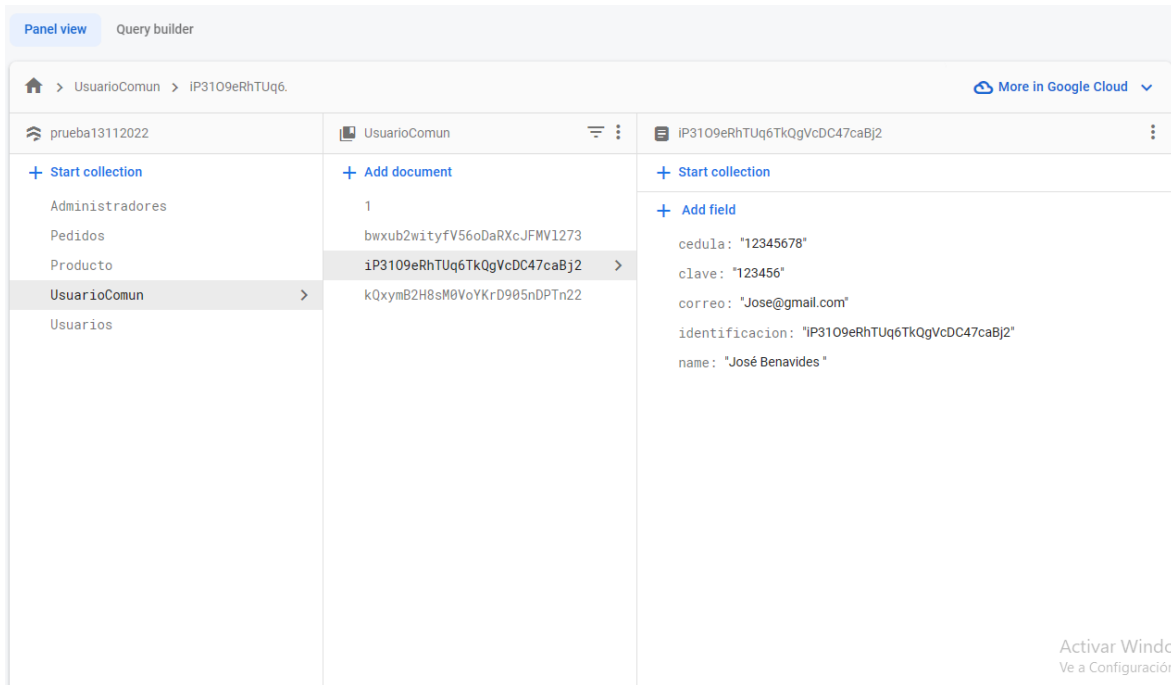 Panel view Query builder
UsuarioComun > iP31O9eRhTUq6.
More in Google Cloud
prueba13112022
+ Start collection
Administradores
Pedidos
Producto
UsuarioComun
Usuarios
UsuarioComun
+ Add document
1
bwxub2wityfV56oDaRXcJFMVl273
iP31O9eRhTUq6TkQgVcDC47caBj2
kQxymB2H8sM0VoYKrD905nDPTn22
iP31O9eRhTUq6TkQgVcDC47caBj2
+ Start collection
+ Add field
cedula: "12345678"
clave: "123456"
correo: "Jose@gmail.com"
identificacion: "iP31O9eRhTUq6TkQgVcDC47caBj2"
name: "José Benavides "
Activar Windo
Ve a Configuración